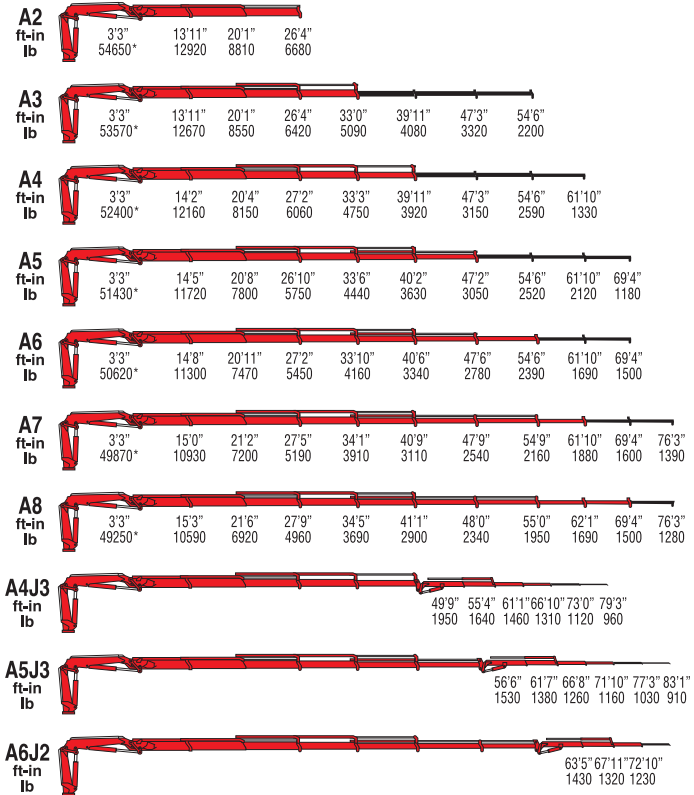 A2
ft-in 3'3" 13'11" 20'1" 26'4"
lb 54650* 12920 8810 6680
A3
ft-in 3'3" 13'11" 20'1" 26'4" 33'0" 39'11" 47'3" 54'6"
lb 53570* 12670 8550 6420 5090 4080 3320 2200
A4
ft-in 3'3" 14'2" 20'4" 27'2" 33'3" 39'11" 47'3" 54'6" 61'10"
lb 52400* 12160 8150 6060 4750 3920 3150 2590 1330
A5
ft-in 3'3" 14'5" 20'8" 26'10" 33'6" 40'2" 47'2" 54'6" 61'10" 69'4"
lb 51430* 11720 7800 5750 4440 3630 3050 2520 2120 1180
A6
ft-in 3'3" 14'8" 20'11" 27'2" 33'10" 40'6" 47'6" 54'6" 61'10" 69'4"
lb 50620* 11300 7470 5450 4160 3340 2780 2390 1690 1500
A7
ft-in 3'3" 15'0" 21'2" 27'5" 34'1" 40'9" 47'9" 54'9" 61'10" 69'4" 76'3"
lb 49870* 10930 7200 5190 3910 3110 2540 2160 1880 1600 1390
A8
ft-in 3'3" 15'3" 21'6" 27'9" 34'5" 41'1" 48'0" 55'0" 62'1" 69'4" 76'3"
lb 49250* 10590 6920 4960 3690 2900 2340 1950 1690 1500 1280
A4J3
ft-in 49'9" 55'4" 61'1" 66'10" 73'0" 79'3"
lb 1950 1640 1460 1310 1120 960
A5J3
ft-in 56'6" 61'7" 66'8" 71'10" 77'3" 83'1"
lb 1530 1380 1260 1160 1030 910
A6J2
ft-in 63'5" 67'11" 72'10"
lb 1430 1320 1230